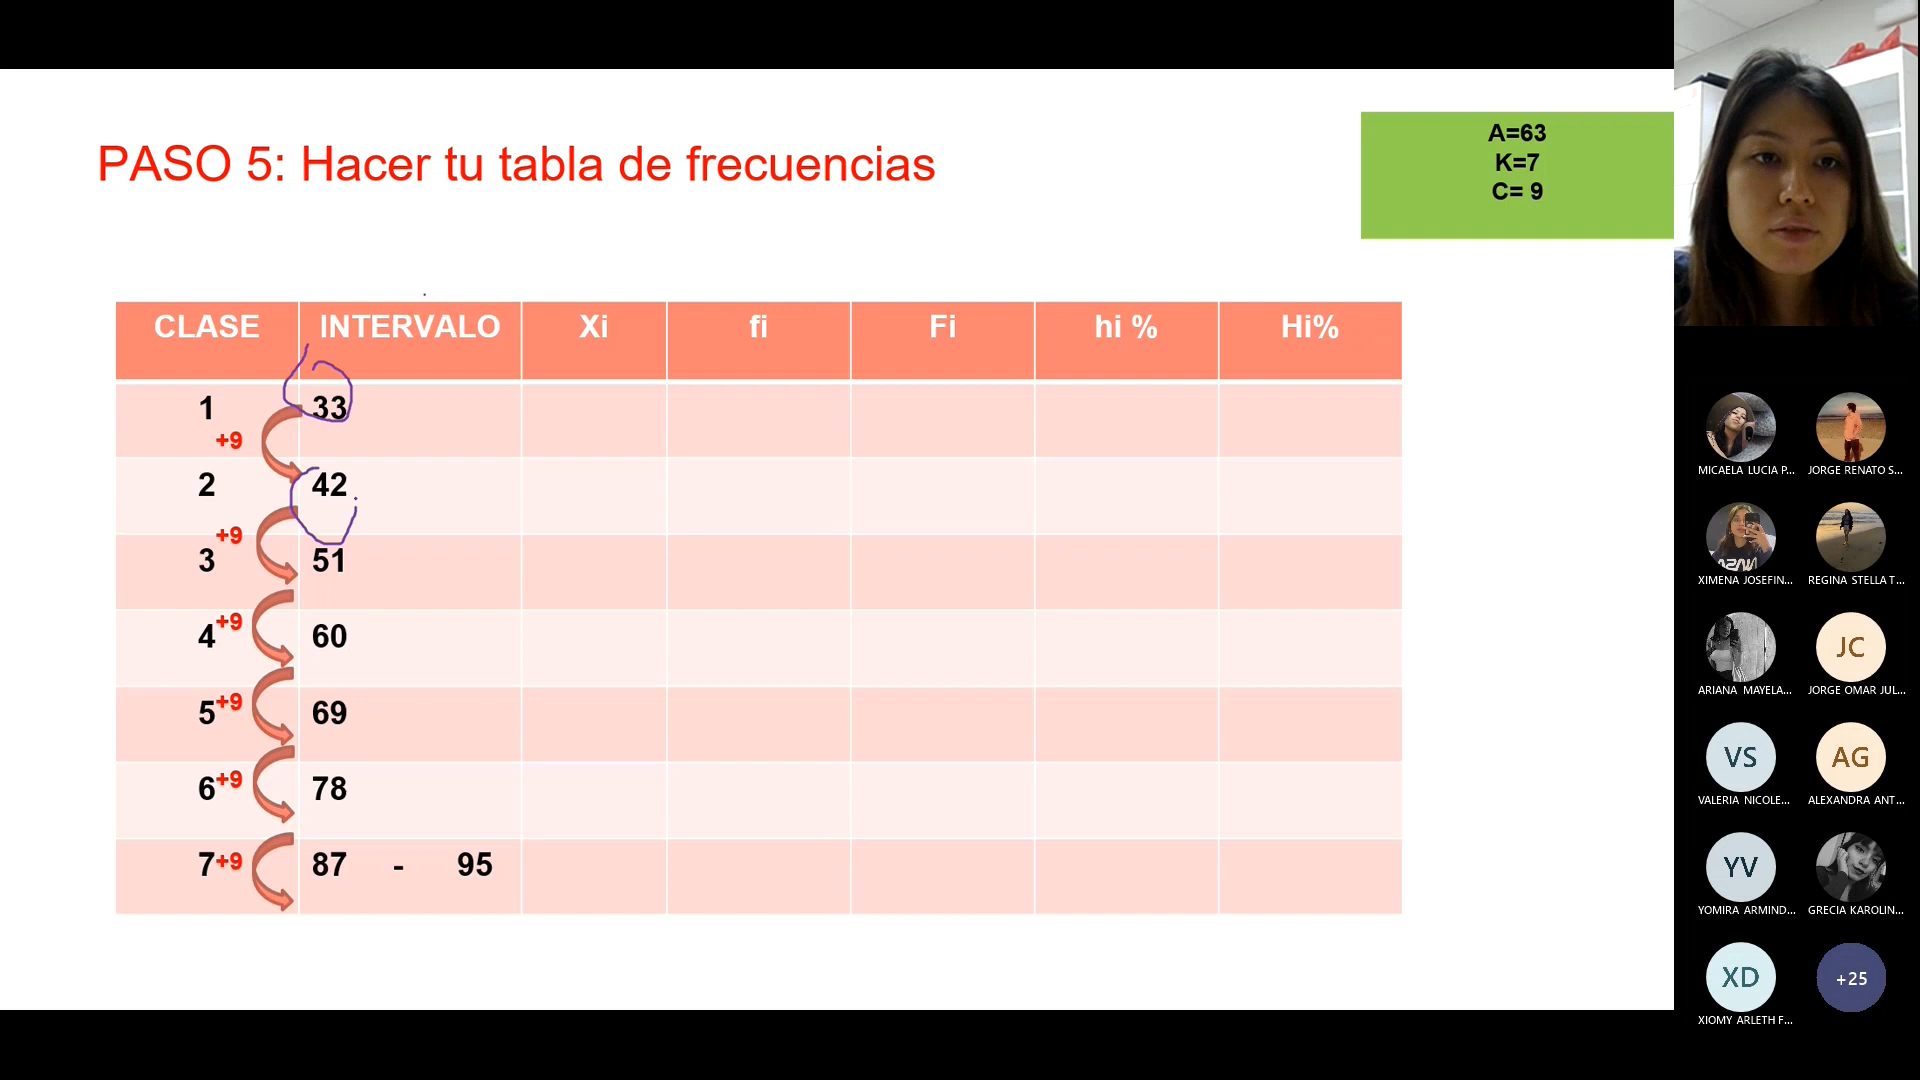 PASO 5: Hacer tu tabla de frecuencias
A=63
K=7
C= 9
CLASE INTERVALO Xi fi Fi hi % Hi%
1 33
+9
2 42
+9
3 51
+9
4 60
+9
5 69
+9
6 78
+9
7 87 - 95
MICAELA LUCIA P... JORGE RENATO S...
XIMENA JOSEFIN... REGINA STELLA T...
JC
ARIANA MAYELA... JORGE OMAR JUL...
VS AG
VALERIA NICOLE... ALEXANDRA ANT...
YV
YOMIRA ARMIND... GRECIA KAROLIN...
XD +25
XIOMY ARLETH F...